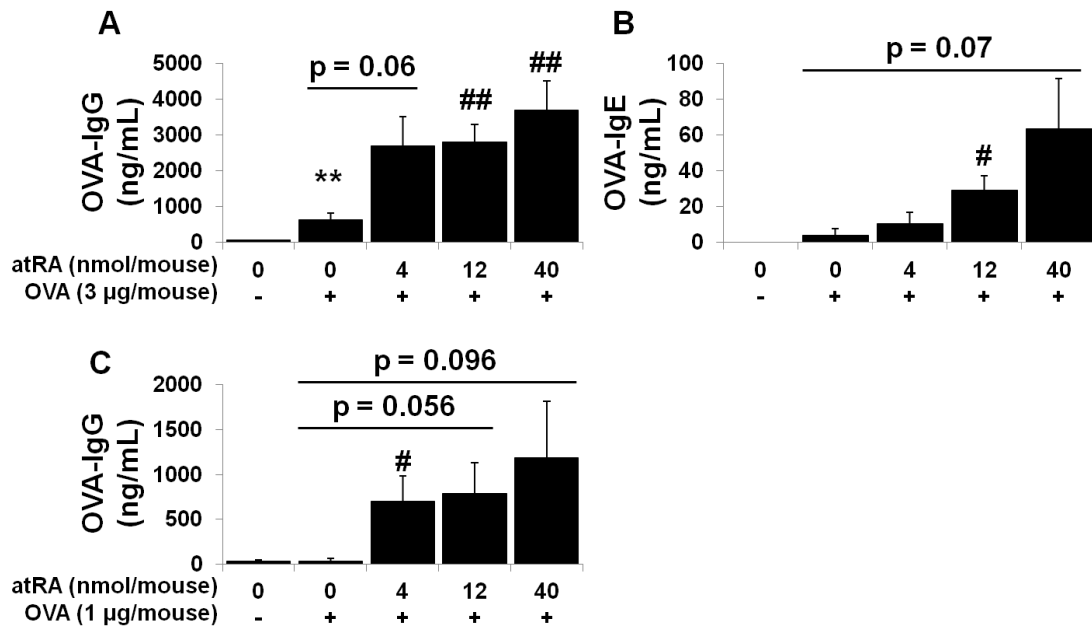 A
OVA-IgG
(ng/mL)
5000
4000
3000
2000
1000
0
p = 0.06
**
##
##
atRA (nmol/mouse) 0 0 4 12 40
OVA (3 µg/mouse) - + + + +
B
OVA-IgE
(ng/mL)
100
80
60
40
20
0
p = 0.07
#
0 0 4 12 40
- + + + +
C
OVA-IgG
(ng/mL)
2000
1500
1000
500
0
p = 0.096
p = 0.056
#
atRA (nmol/mouse) 0 0 4 12 40
OVA (1 µg/mouse) - + + + +